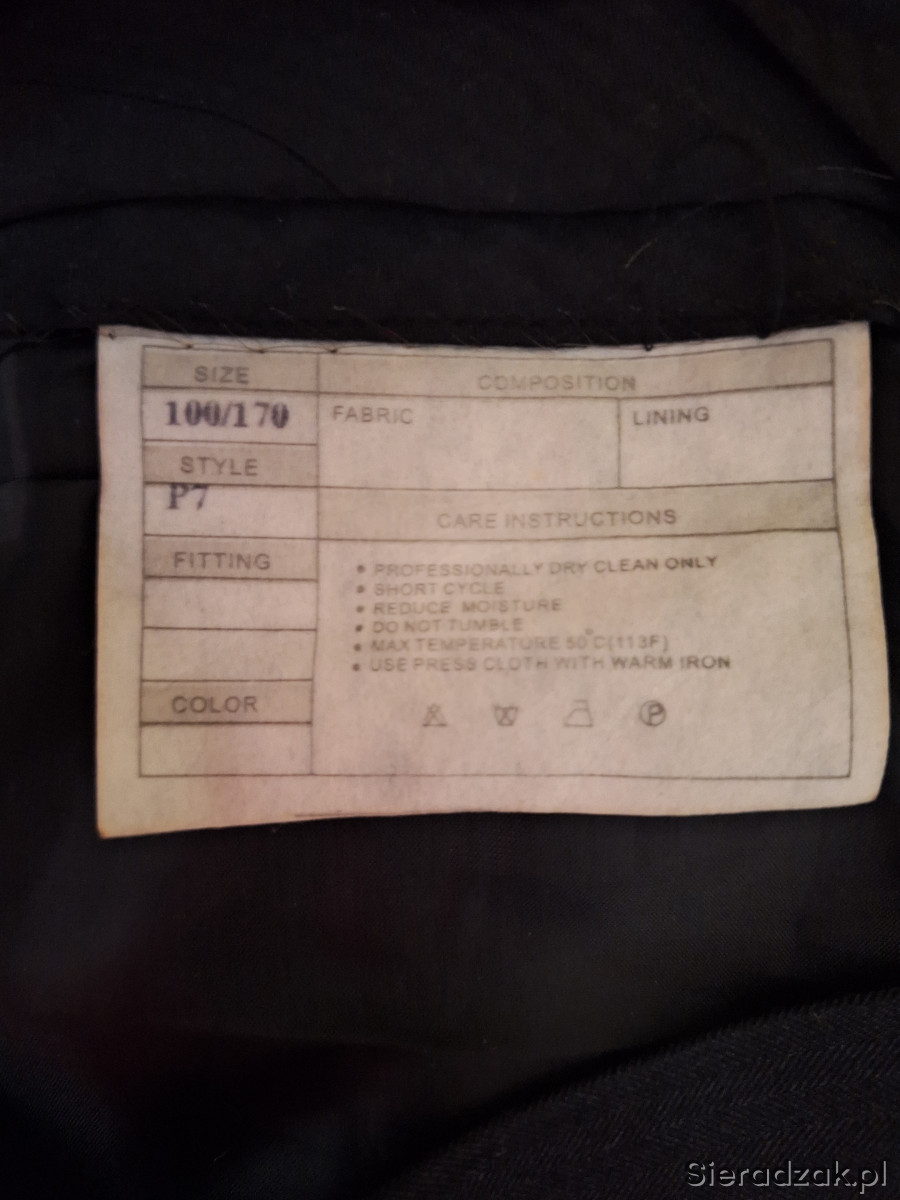 SIZE
100/170
STYLE
P7
FITTING
COLOR
COMPOSITION
FABRIC
LINING
CARE INSTRUCTIONS
• PROFESSIONALLY DRY CLEAN ONLY
• SHORT CYCLE
• REDUCE MOISTURE
• DO NOT TUMBLE
• MAX TEMPERATURE 50°C(113F)
• USE PRESS CLOTH WITH WARM IRON
P
Sieradzak.pl